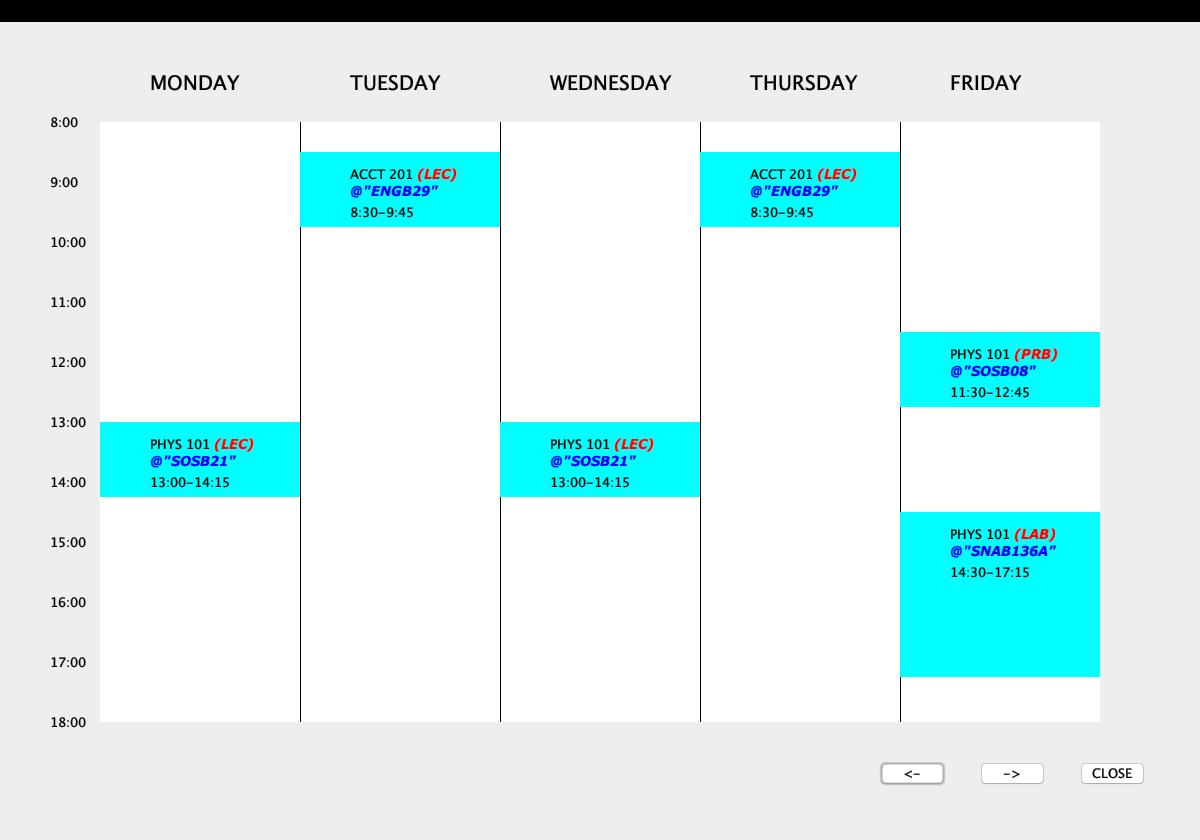 MONDAY TUESDAY WEDNESDAY THURSDAY FRIDAY
8:00
ACCT 201 (LEC) ACCT 201 (LEC)
9:00
@"ENGB29" @"ENGB29"
8:30-9:45 8:30-9:45
10:00
11:00
PHYS 101 (PRB)
12:00
@"SOSB08"
11:30-12:45
13:00
PHYS 101 (LEC) PHYS 101 (LEC)
@"SOSB21" @"SOSB21"
14:00 13:00-14:15 13:00-14:15
PHYS 101 (LAB)
15:00
@"SNAB136A"
14:30-17:15
16:00
17:00
18:00
<- -> CLOSE